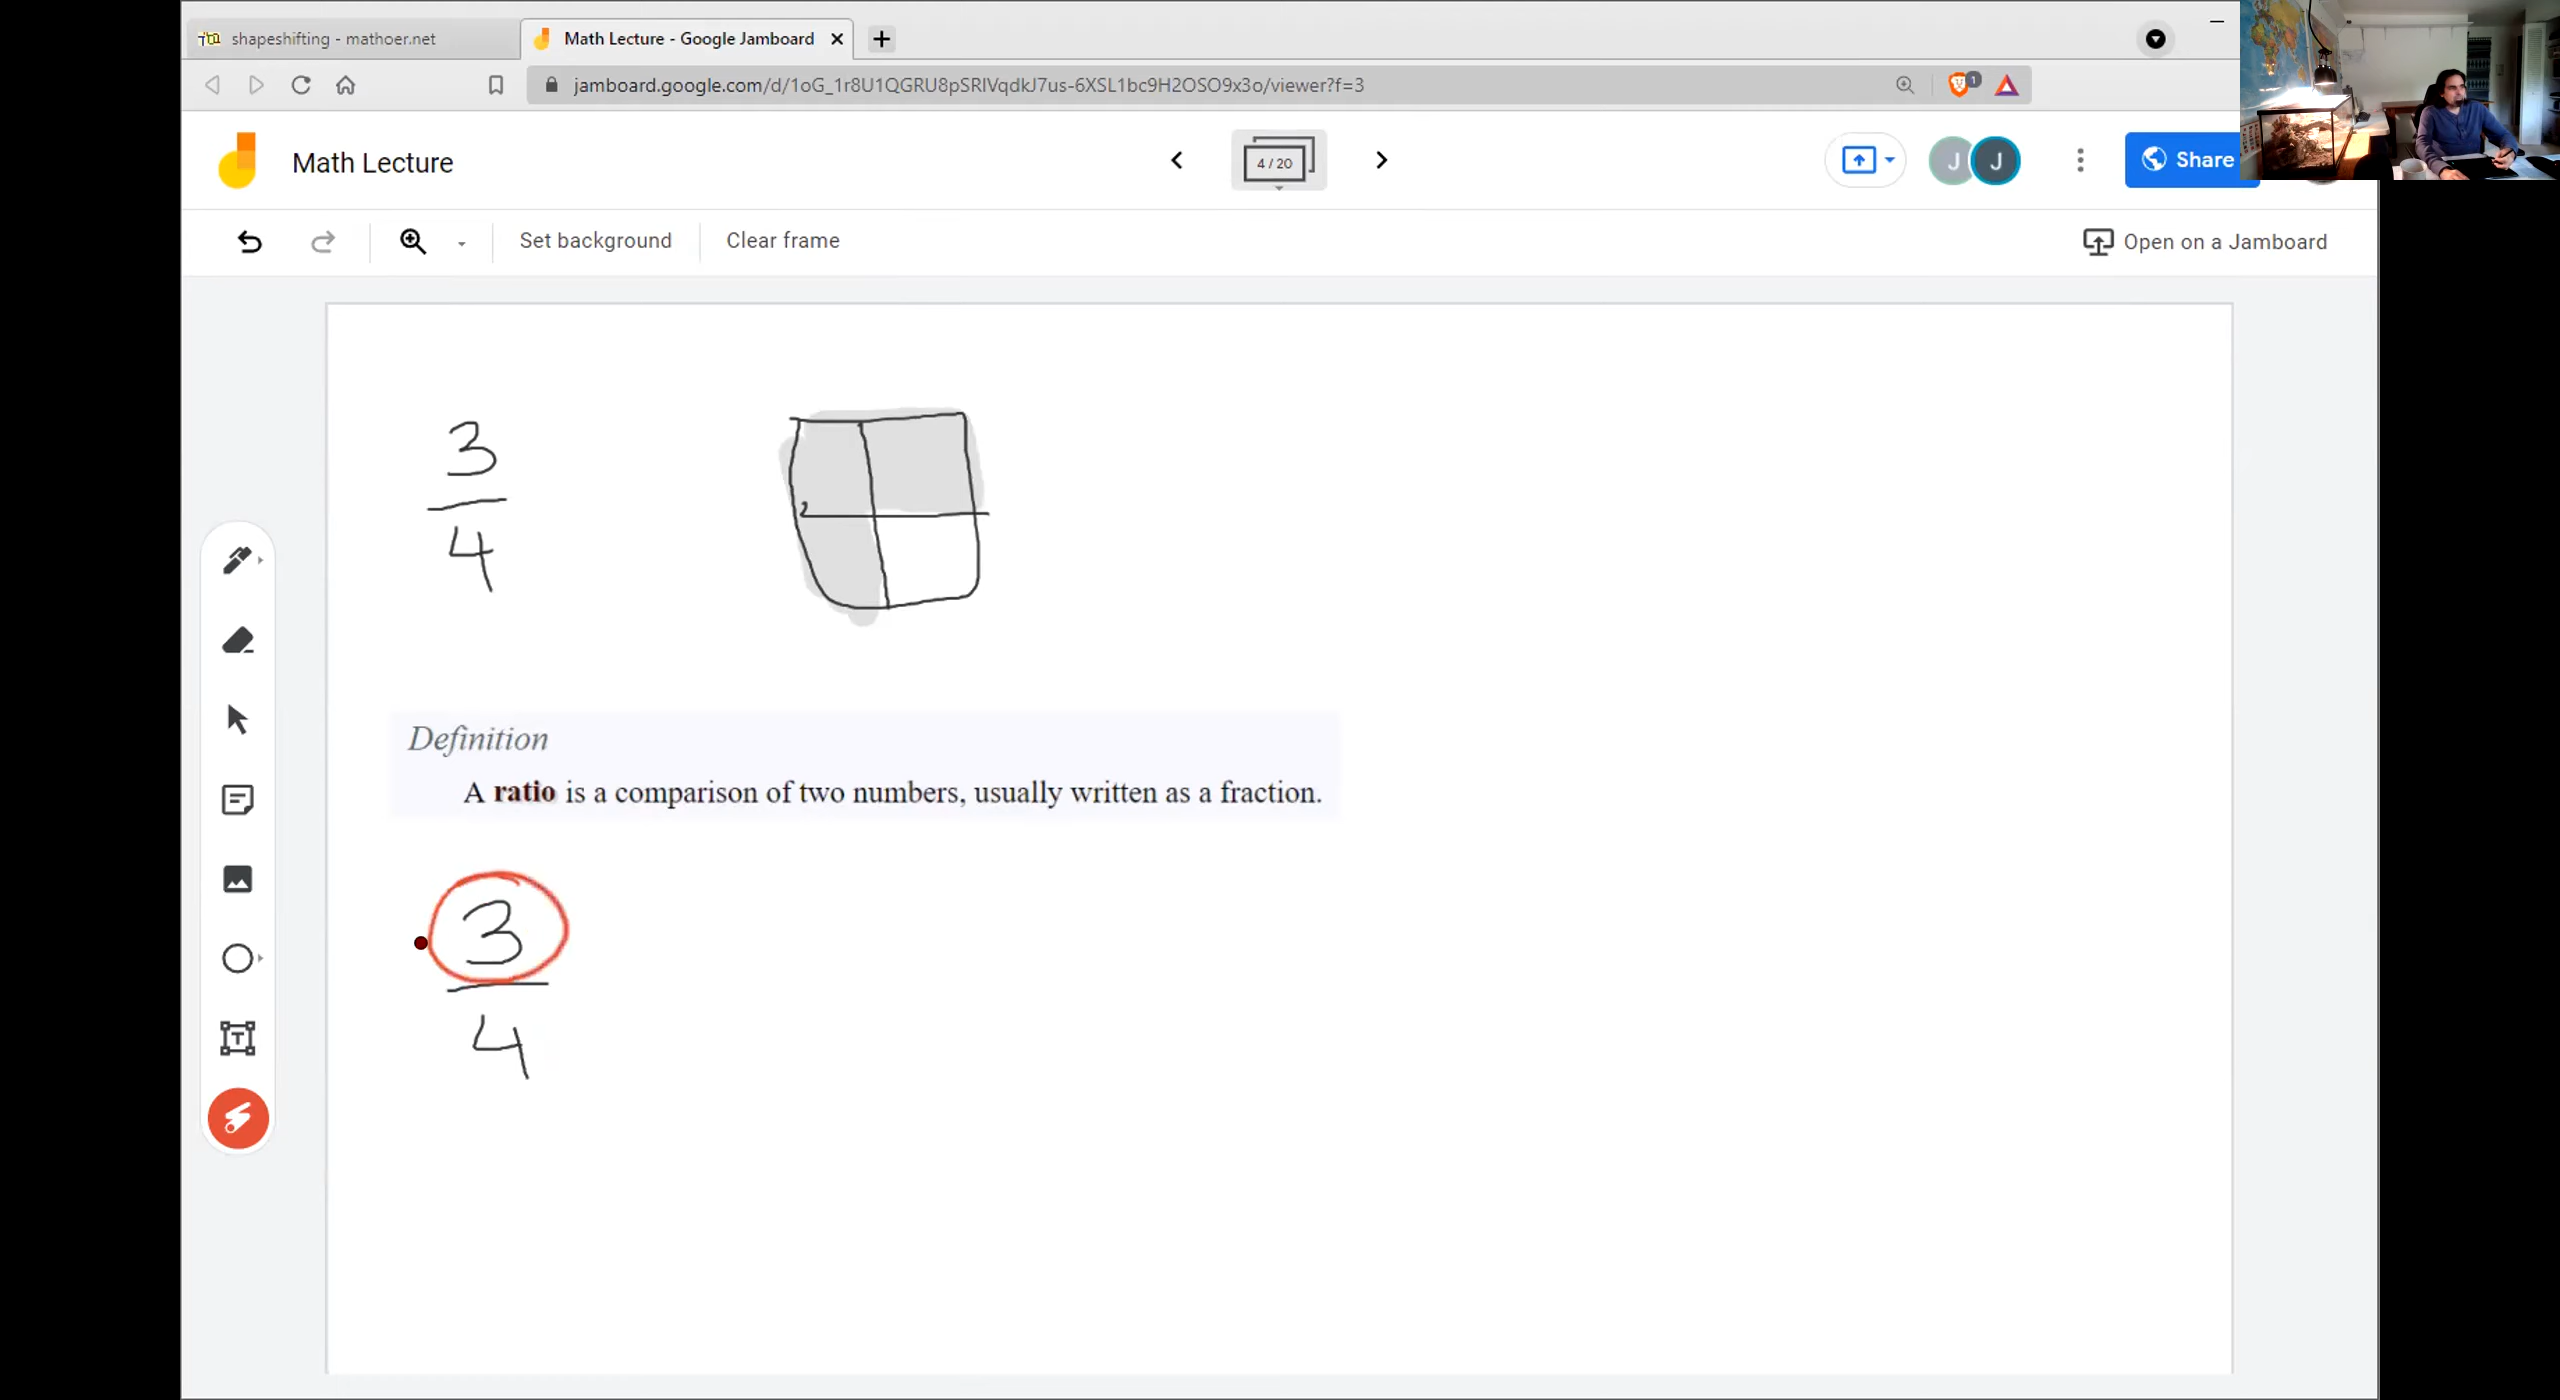 shapeshifting - mathoer.net
Math Lecture - Google Jamboard
jamboard.google.com/d/1oG_1r8U1QGRU8pSRlVqdkJ7us-6XSL1bc9H2OSO9x3o/viewer?f=3
1
Math Lecture
4 / 20
J
J
Share
Set background
Clear frame
Open on a Jamboard
3
4
Definition
A ratio is a comparison of two numbers, usually written as a fraction.
3
4